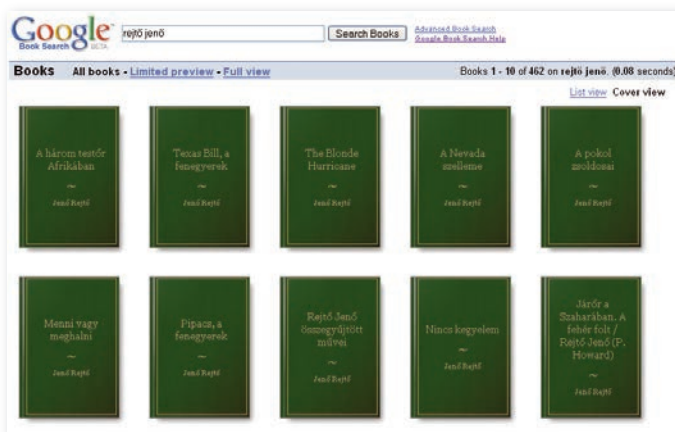 Google™
Book Search BETA
rejtő jenő
Search Books
Advanced Book Search
Google Book Search Help
Books All books - Limited preview - Full view
Books 1 - 10 of 462 on rejtő jenő. (0.08 seconds)
List view Cover view
A három testőr
Afrikában
~
Jenő Rejtő
Texas Bill, a
fenegyerek
~
Jenő Rejtő
The Blonde
Hurricane
~
Jenő Rejtő
A Nevada
szelleme
~
Jenő Rejtő
A pokol
zsoldosai
~
Jenő Rejtő
Menni vagy
meghalni
~
Jenő Rejtő
Pipacs, a
fenegyerek
~
Jenő Rejtő
Rejtő Jenő
összegyűjtött
művei
~
Jenő Rejtő
Nincs kegyelem
~
Jenő Rejtő
Járőr a
Szaharában. A
fehér folt /
Rejtő Jenő (P.
Howard)
~
Jenő Rejtő